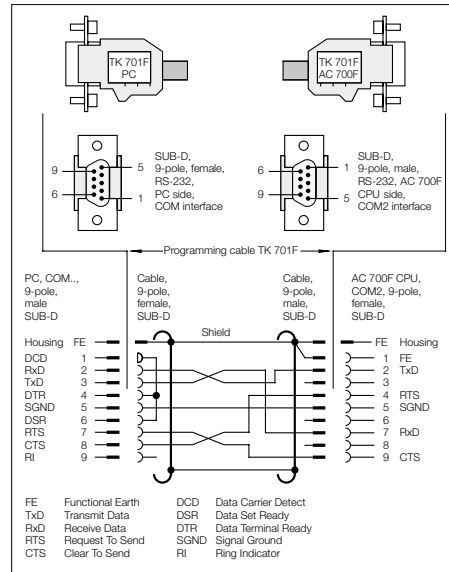 TK 701F
PC
TK 701F
AC 700F
9
6
5
1
SUB-D,
9-pole, female,
RS-232,
PC side,
COM interface
6
9
1
5
SUB-D,
9-pole, male,
RS-232, AC 700F
CPU side,
COM2 interface
Programming cable TK 701F
PC, COM..,
9-pole,
male
SUB-D
Cable,
9-pole,
female,
SUB-D
Cable,
9-pole,
male,
SUB-D
AC 700F CPU,
COM2, 9-pole,
female,
SUB-D
Shield
Housing FE
DCD 1
RxD 2
TxD 3
DTR 4
SGND 5
DSR 6
RTS 7
CTS 8
RI 9
FE Housing
1 FE
2 TxD
3
4 RTS
5 SGND
6
7 RxD
8
9 CTS
FE Functional Earth DCD Data Carrier Detect
TxD Transmit Data DSR Data Set Ready
RxD Receive Data DTR Data Terminal Ready
RTS Request To Send SGND Signal Ground
CTS Clear To Send RI Ring Indicator